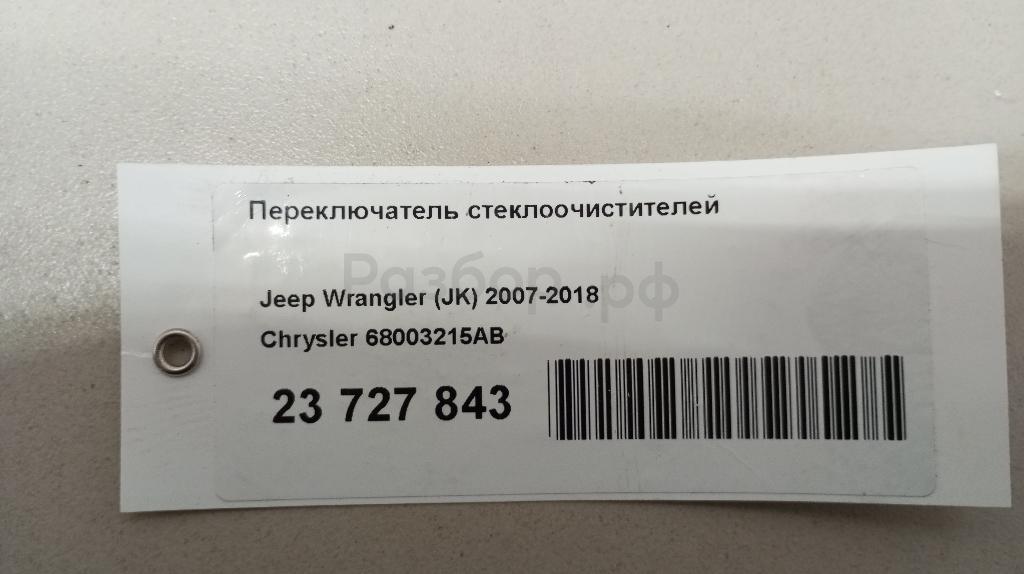 Переключатель стеклоочистителей
Разбор.рф
Jeep Wrangler (JK) 2007-2018
Chrysler 68003215AB
23 727 843